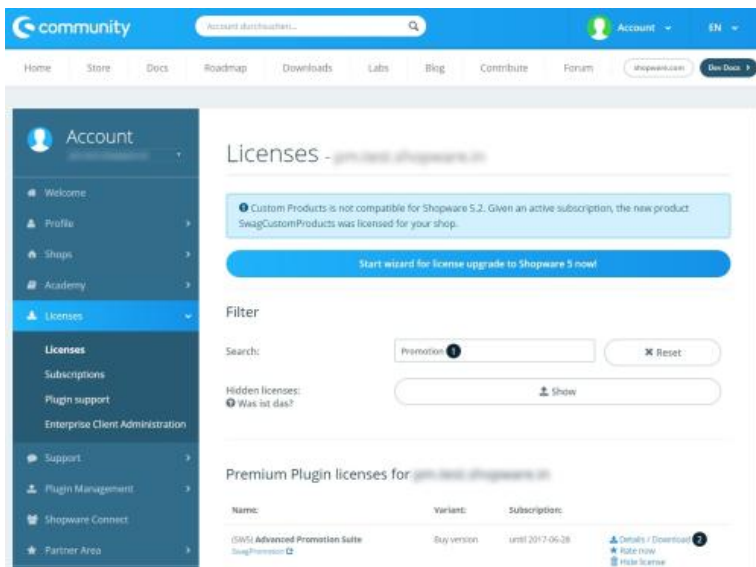 community
Account durchsuchen...
Account
EN
Home Store Docs Roadmap Downloads Labs Blog Contribute Forum shopware.com Dev Docs
Account
Welcome
Profile
Shops
Academy
Licenses
Licenses
Subscriptions
Plugin support
Enterprise Client Administration
Support
Plugin Management
Shopware Connect
Partner Area
Licenses -
Custom Products is not compatible for Shopware 5.2. Given an active subscription, the new product
SwagCustomProducts was licensed for your shop.
Start wizard for license upgrade to Shopware 5 now!
Filter
Search: Promotion 1 Reset
Hidden licenses: Show
Was ist das?
Premium Plugin licenses for
Name: Variant: Subscription:
(SW5) Advanced Promotion Suite Buy version until 2017-06-28 Details / Download 2
SwagPromotion Rate now
Hide license